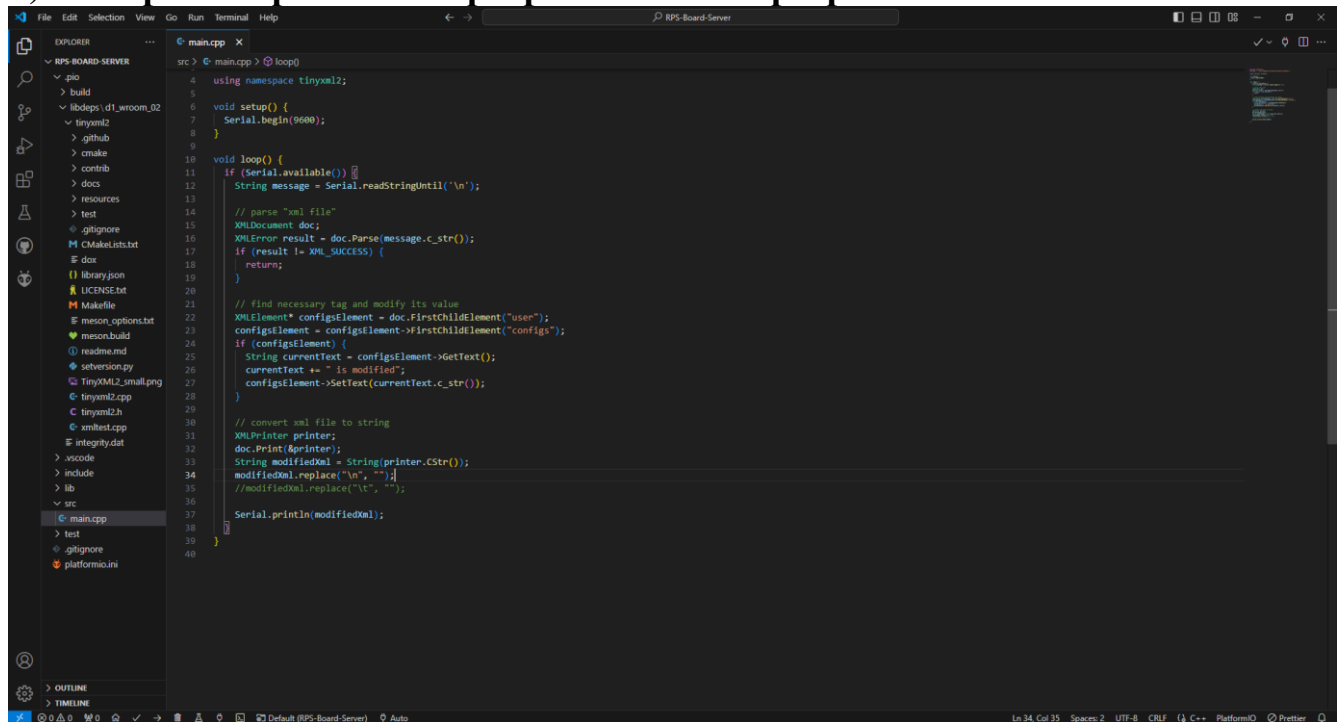 File Edit Selection View Go Run Terminal Help
RPS-Board-Server
EXPLORER
RPS-BOARD-SERVER
.pio
build
libdeps\d1_wroom_02
tinyxml2
.github
cmake
contrib
docs
resources
test
.gitignore
CMakeLists.txt
dox
library.json
LICENSE.txt
Makefile
meson_options.txt
meson.build
readme.md
setversion.py
TinyXML2_small.png
tinyxml2.cpp
tinyxml2.h
xmltest.cpp
integrity.dat
.vscode
include
lib
src
main.cpp
test
.gitignore
platformio.ini
OUTLINE
TIMELINE
main.cpp
src > main.cpp > loop()
4 using namespace tinyxml2;
5
6 void setup() {
7 Serial.begin(9600);
8 }
9
10 void loop() {
11 if (Serial.available()) {
12 String message = Serial.readStringUntil('\n');
13
14 // parse "xml file"
15 XMLDocument doc;
16 XMLError result = doc.Parse(message.c_str());
17 if (result != XML_SUCCESS) {
18 return;
19 }
20
21 // find necessary tag and modify its value
22 XMLElement* configsElement = doc.FirstChildElement("user");
23 configsElement = configsElement->FirstChildElement("configs");
24 if (configsElement) {
25 String currentText = configsElement->GetText();
26 currentText += " is modified";
27 configsElement->SetText(currentText.c_str());
28 }
29
30 // convert xml file to string
31 XMLPrinter printer;
32 doc.Print(&printer);
33 String modifiedXml = String(printer.CStr());
34 modifiedXml.replace("\n", "");
35 //modifiedXml.replace("\t", "");
36
37 Serial.println(modifiedXml);
38 }
39 }
40
0 0 0 Default (RPS-Board-Server) Auto
Ln 34, Col 35 Spaces: 2 UTF-8 CRLF C++ PlatformIO Prettier